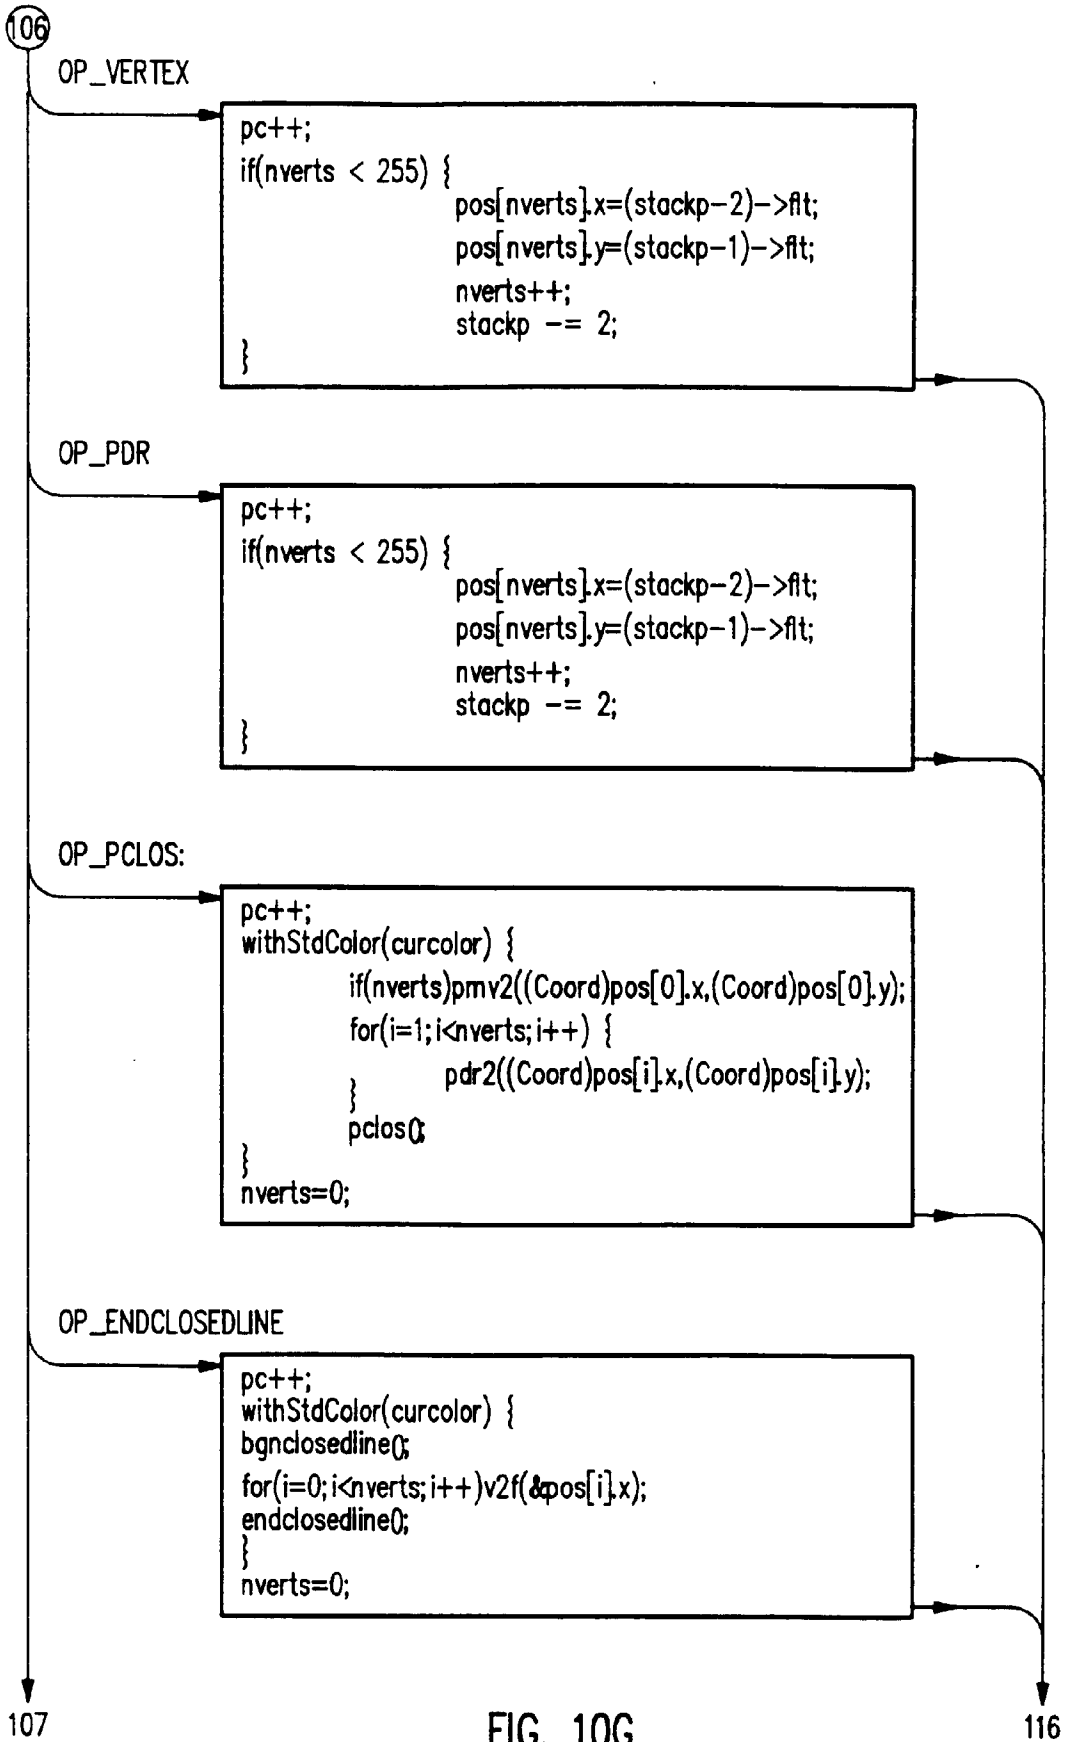 106
OP_VERTEX
pc++;
if(nverts < 255) {
pos[nverts].x=(stackp-2)->flt;
pos[nverts].y=(stackp-1)->flt;
nverts++;
stackp -= 2;
}
OP_PDR
pc++;
if(nverts < 255) {
pos[nverts].x=(stackp-2)->flt;
pos[nverts].y=(stackp-1)->flt;
nverts++;
stackp -= 2;
}
OP_PCLOS:
pc++;
withStdColor(curcolor) {
if(nverts)pmv2((Coord)pos[0].x,(Coord)pos[0].y);
for(i=1;i<nverts;i++) {
pdr2((Coord)pos[i].x,(Coord)pos[i].y);
}
pclos();
}
nverts=0;
OP_ENDCLOSEDLINE
pc++;
withStdColor(curcolor) {
bgnclosedline();
for(i=0;i<nverts;i++)v2f(&pos[i].x);
endclosedline();
}
nverts=0;
107
FIG. 10G
116